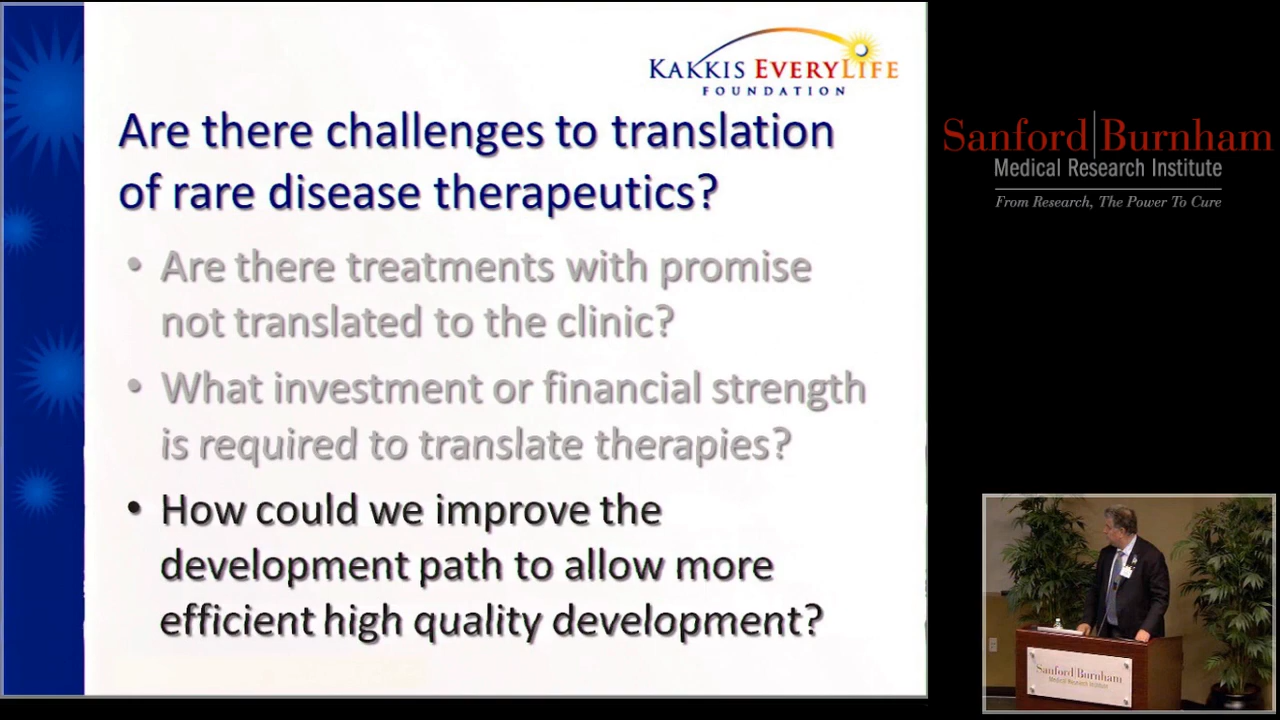 KAKKIS EVERYLIFE
FOUNDATION
Are there challenges to translation
of rare disease therapeutics?
• Are there treatments with promise
not translated to the clinic?
• What investment or financial strength
is required to translate therapies?
• How could we improve the
development path to allow more
efficient high quality development?
Sanford|Burnham
Medical Research Institute
From Research, The Power To Cure
Sanford|Burnham
Medical Research Institute